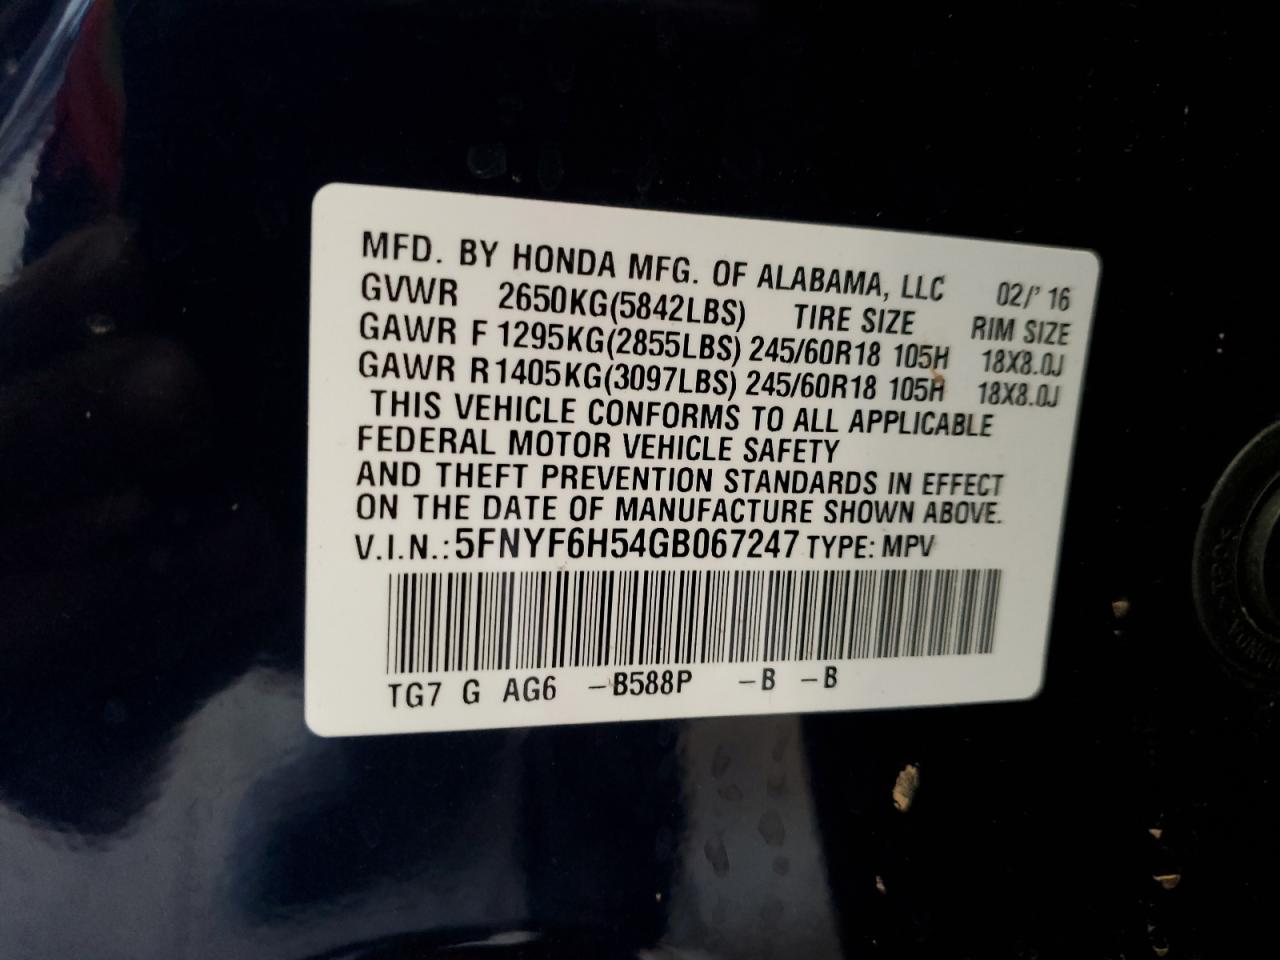 MFD. BY HONDA MFG. OF ALABAMA, LLC 02/'16
GVWR 2650KG(5842LBS) TIRE SIZE RIM SIZE
GAWR F 1295KG(2855LBS) 245/60R18 105H 18X8.0J
GAWR R 1405KG(3097LBS) 245/60R18 105H 18X8.0J
THIS VEHICLE CONFORMS TO ALL APPLICABLE
FEDERAL MOTOR VEHICLE SAFETY
AND THEFT PREVENTION STANDARDS IN EFFECT
ON THE DATE OF MANUFACTURE SHOWN ABOVE.
V.I.N.: 5FNYF6H54GB067247 TYPE: MPV
TG7 G AG6 -B588P -B -B